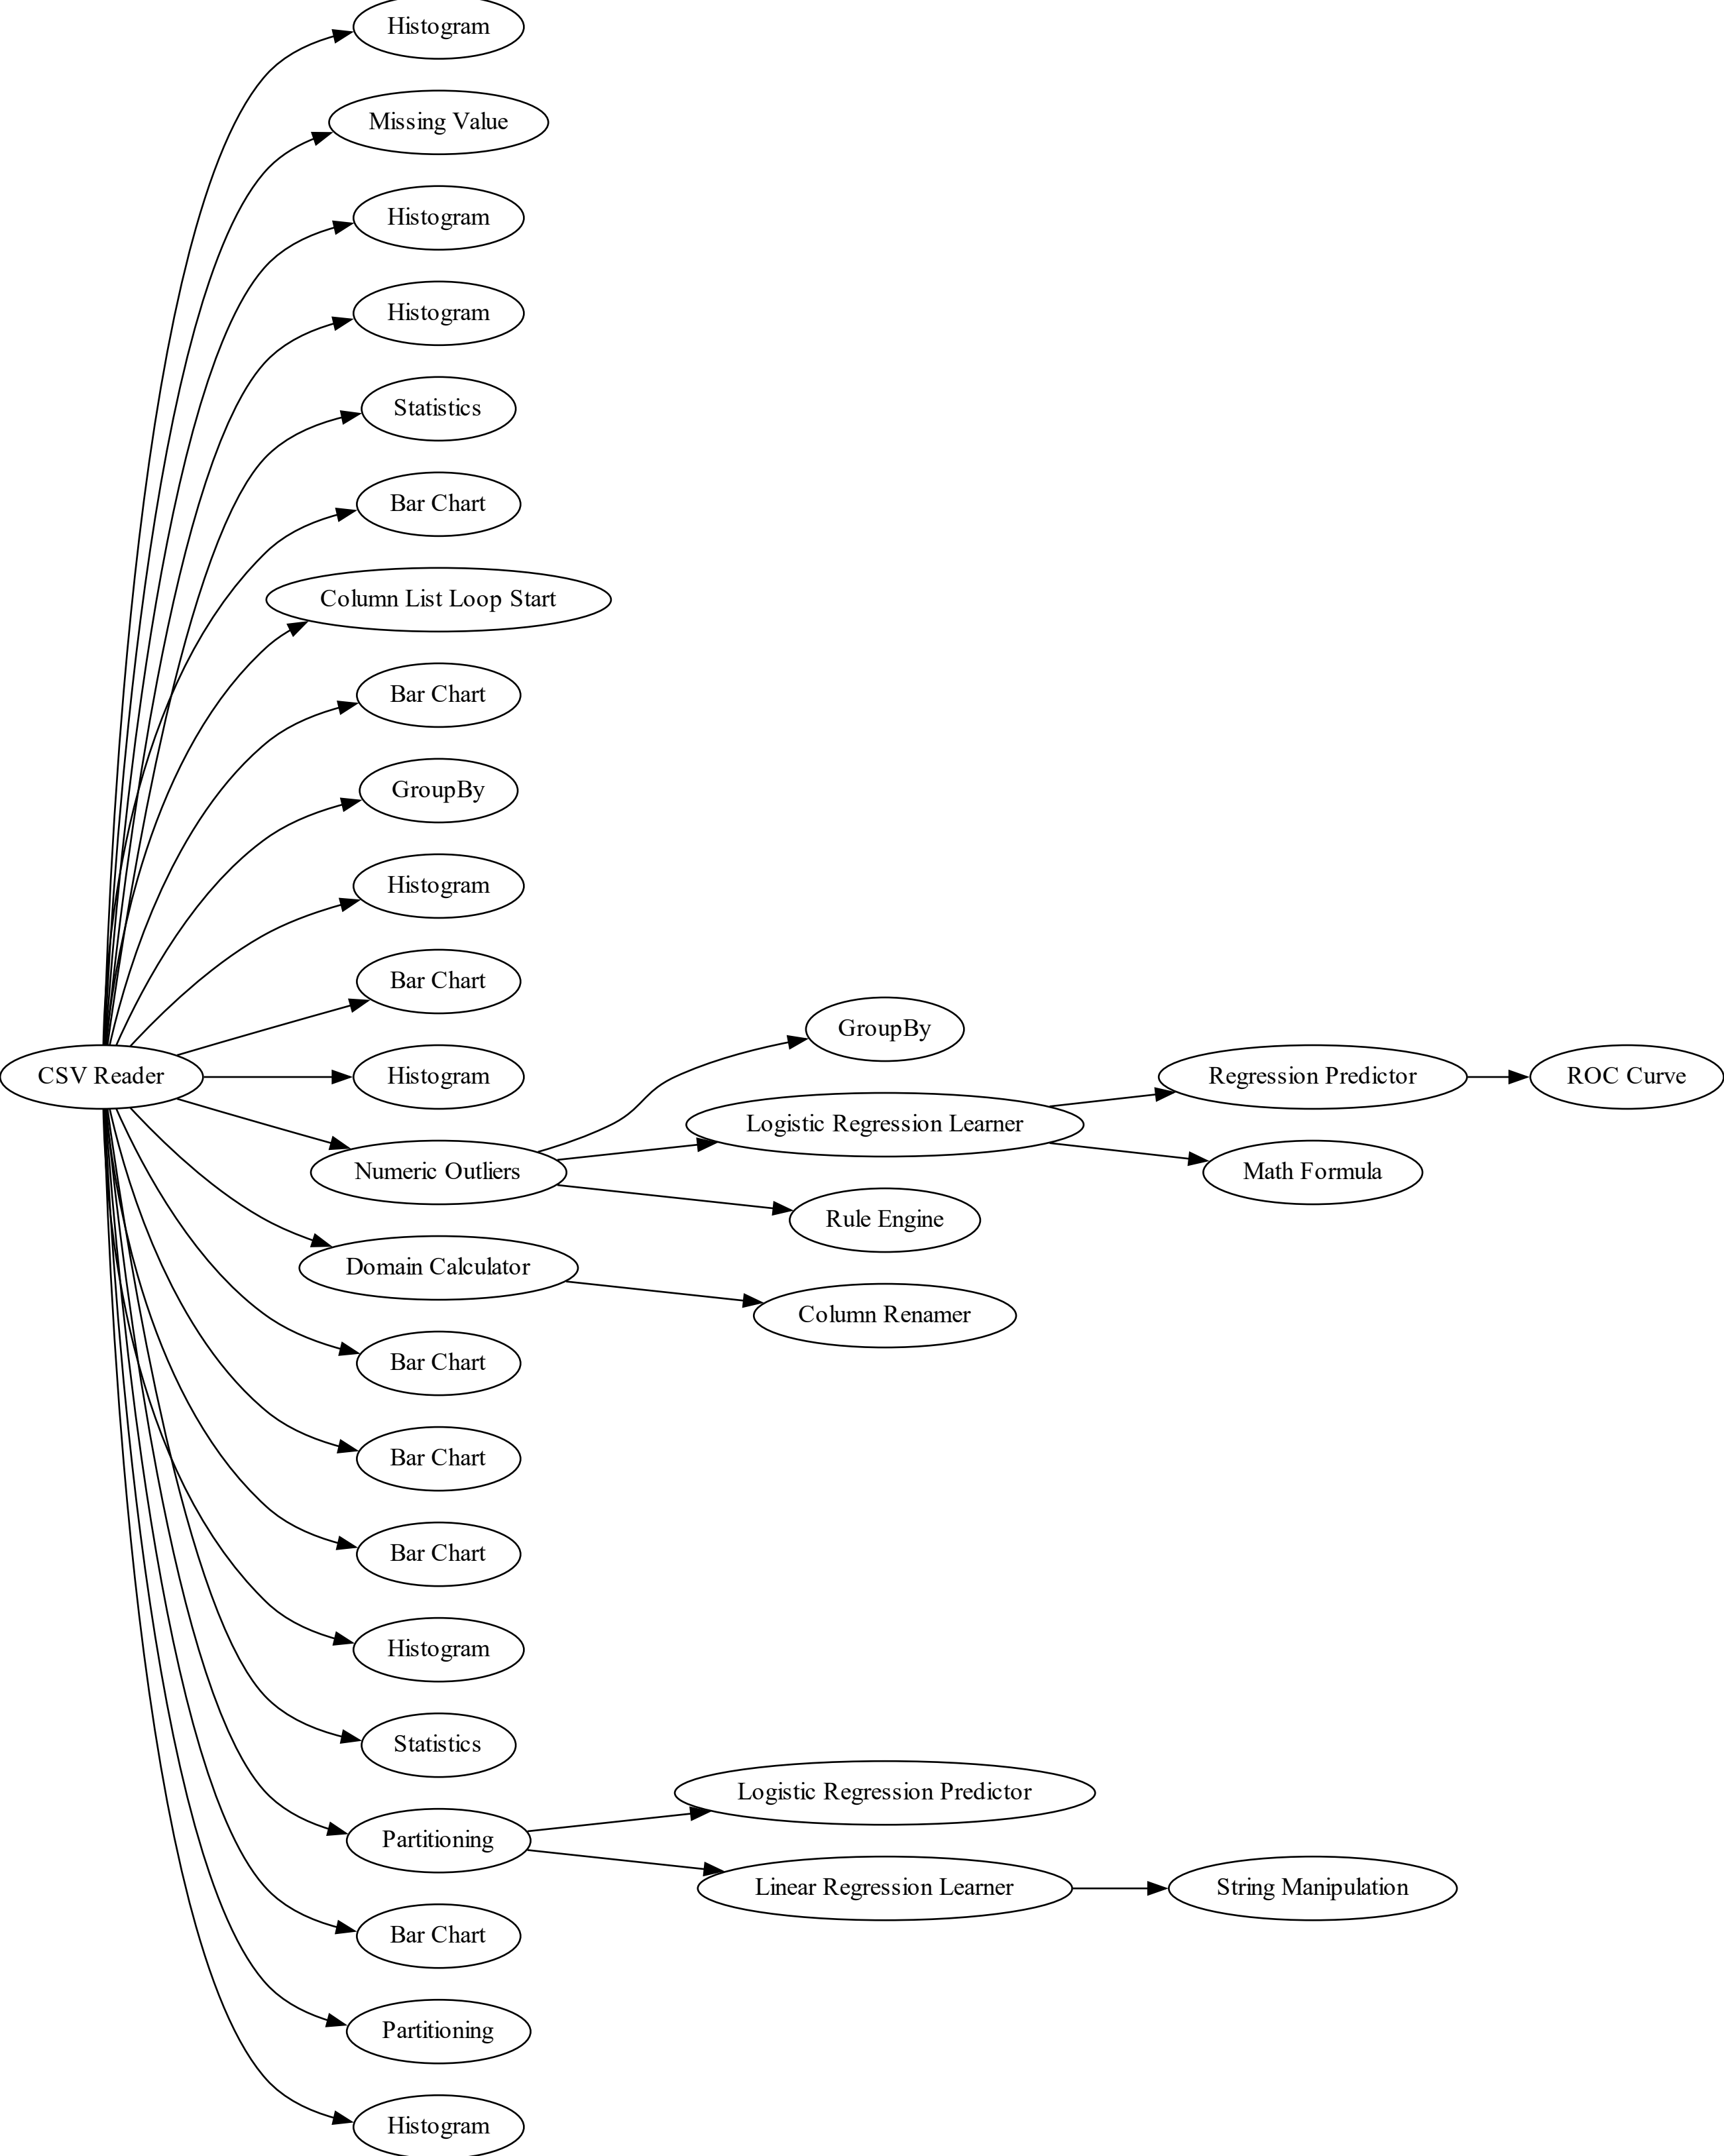 Histogram
Missing Value
Histogram
Histogram
Statistics
Bar Chart
Column List Loop Start
Bar Chart
GroupBy
Histogram
Bar Chart
GroupBy
CSV Reader
Histogram
Regression Predictor
ROC Curve
Logistic Regression Learner
Numeric Outliers
Math Formula
Rule Engine
Domain Calculator
Column Renamer
Bar Chart
Bar Chart
Bar Chart
Histogram
Statistics
Logistic Regression Predictor
Partitioning
Linear Regression Learner
String Manipulation
Bar Chart
Partitioning
Histogram